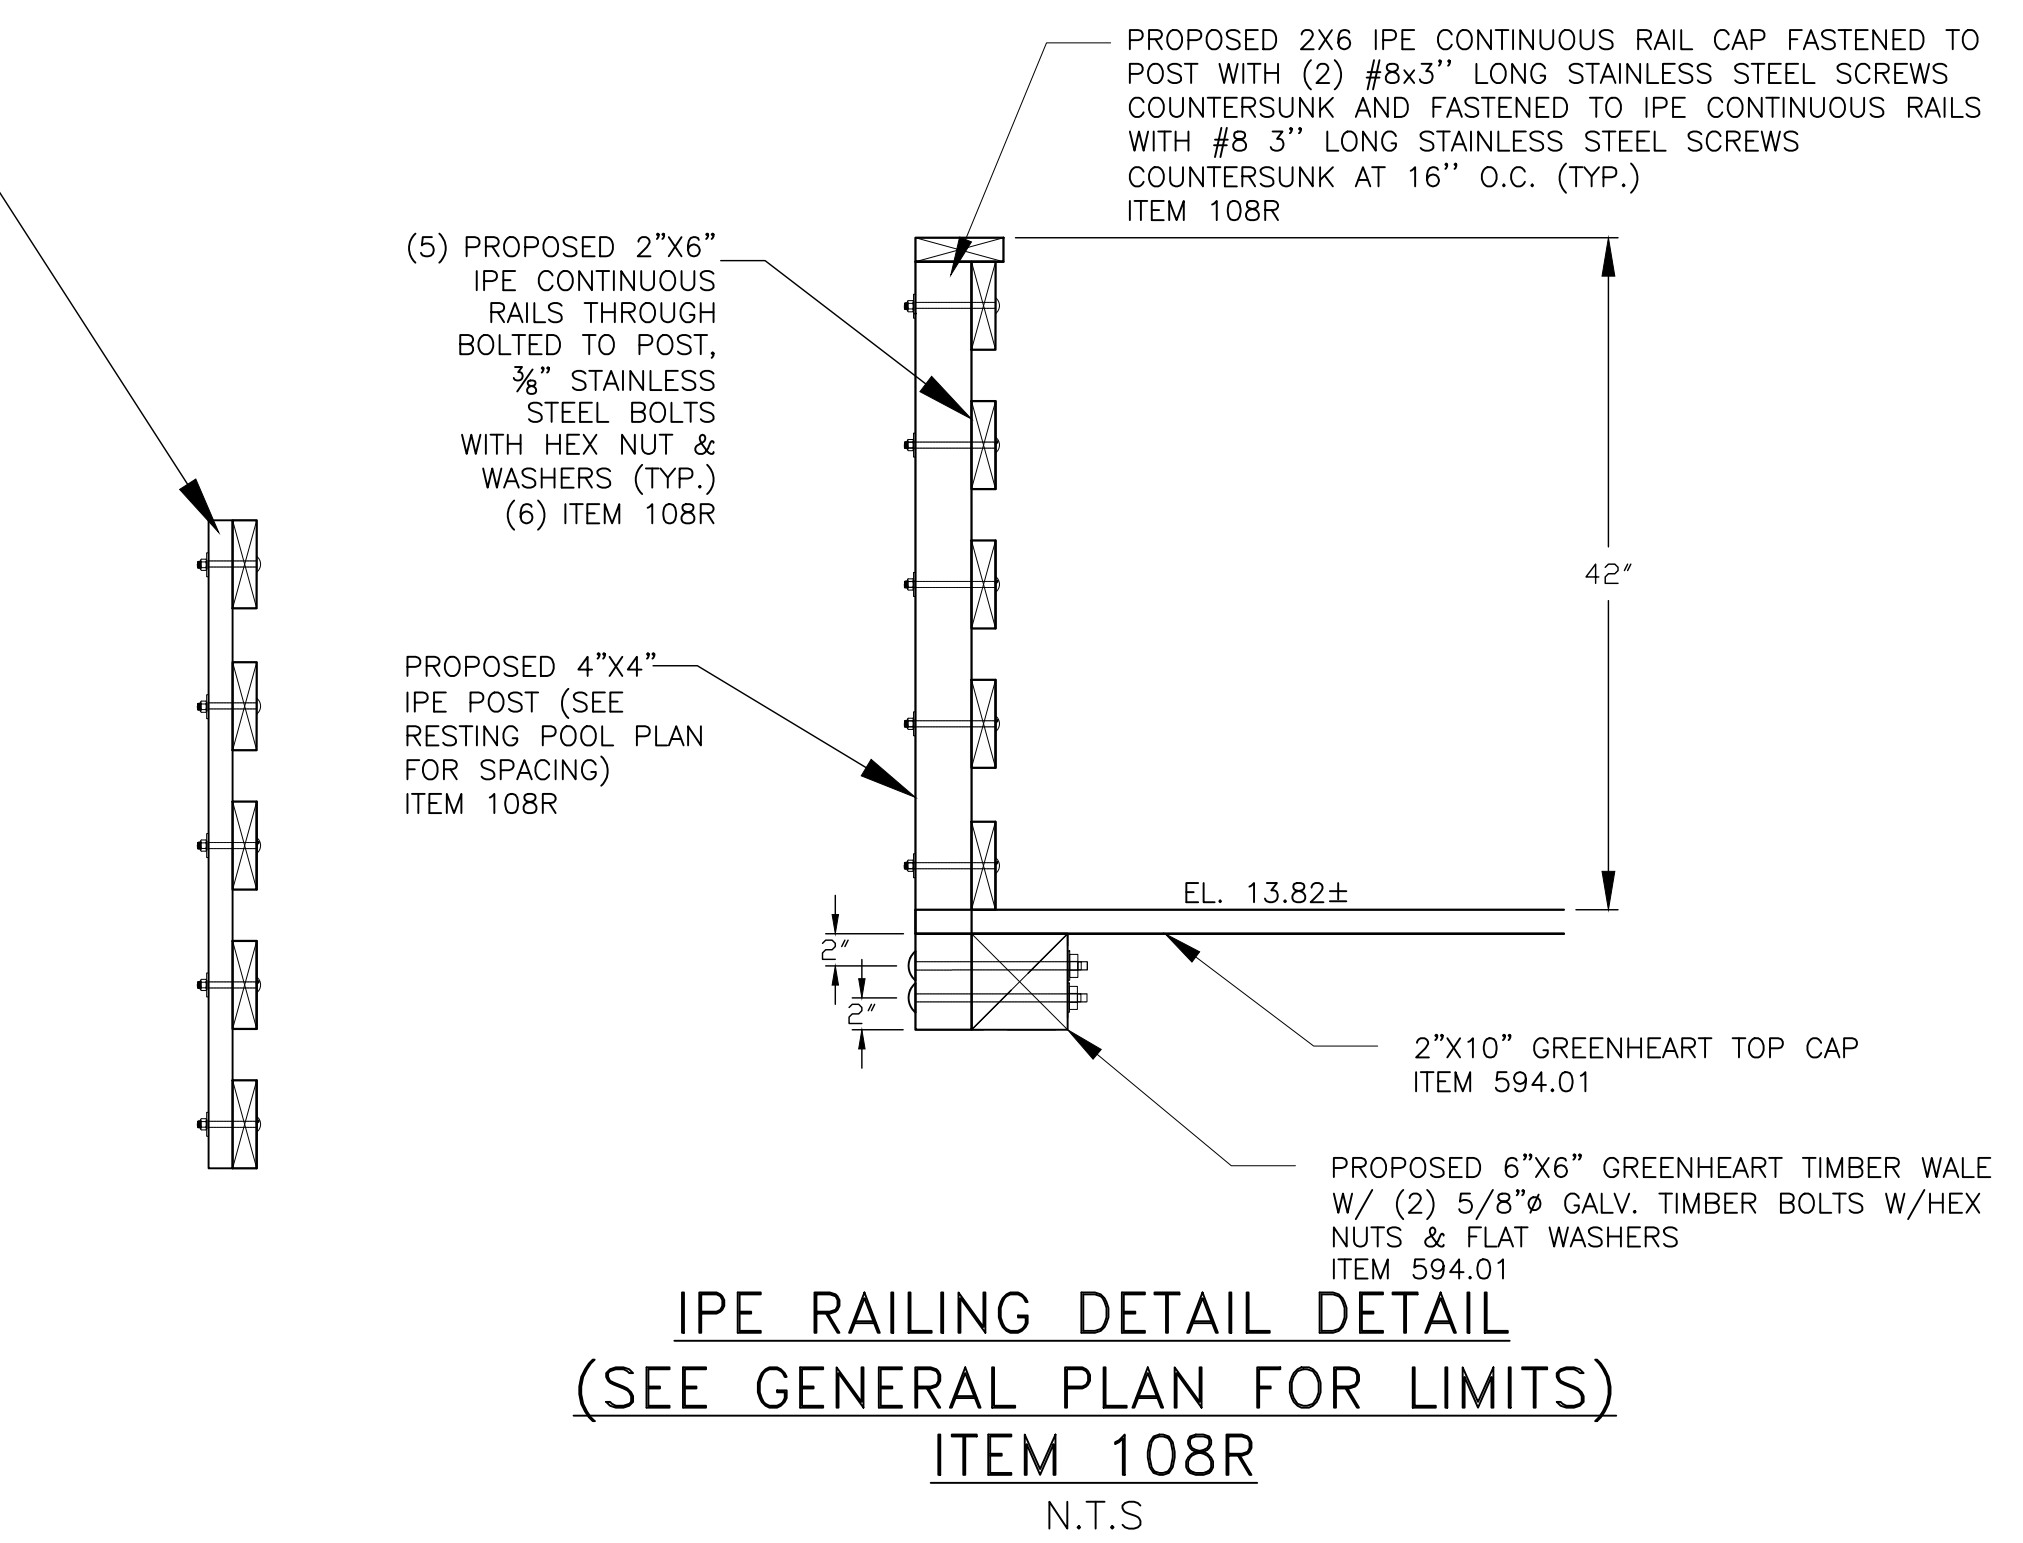 PROPOSED 2X6 IPE CONTINUOUS RAIL CAP FASTENED TO
POST WITH (2) #8x3’’ LONG STAINLESS STEEL SCREWS
COUNTERSUNK AND FASTENED TO IPE CONTINUOUS RAILS
WITH #8 3’’ LONG STAINLESS STEEL SCREWS
COUNTERSUNK AT 16’’ O.C. (TYP.)
ITEM 108R
(5) PROPOSED 2”X6”
IPE CONTINUOUS
RAILS THROUGH
BOLTED TO POST,
⅜” STAINLESS
STEEL BOLTS
WITH HEX NUT &
WASHERS (TYP.)
(6) ITEM 108R
42”
PROPOSED 4”X4”
IPE POST (SEE
RESTING POOL PLAN
FOR SPACING)
ITEM 108R
EL. 13.82±
2”
2”
2”X10” GREENHEART TOP CAP
ITEM 594.01
PROPOSED 6”X6” GREENHEART TIMBER WALE
W/ (2) 5/8”ø GALV. TIMBER BOLTS W/HEX
NUTS & FLAT WASHERS
ITEM 594.01
IPE RAILING DETAIL DETAIL
(SEE GENERAL PLAN FOR LIMITS)
ITEM 108R
N.T.S